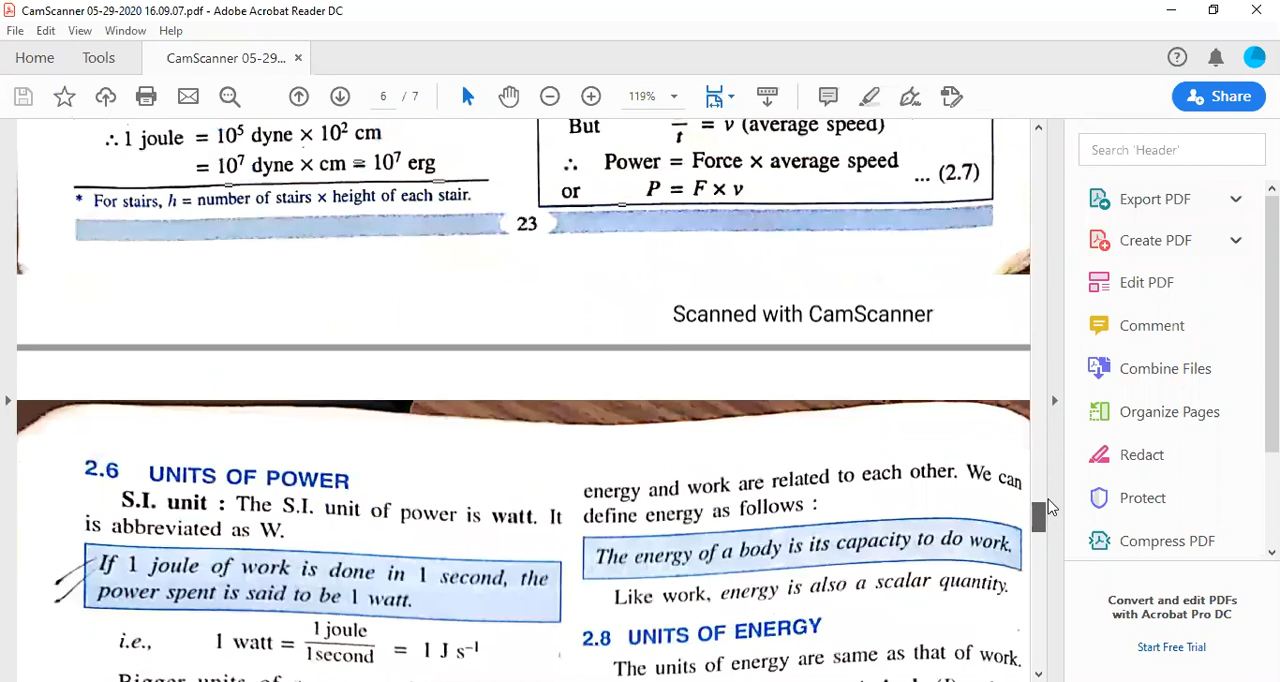 CamScanner 05-29-2020 16.09.07.pdf - Adobe Acrobat Reader DC
File Edit View Window Help
Home Tools CamScanner 05-29... ×
6 / 7 119% Share
∴ 1 joule = 10⁵ dyne × 10² cm
= 10⁷ dyne × cm = 10⁷ erg
* For stairs, h = number of stairs × height of each stair.
But /t = v (average speed)
∴ Power = Force × average speed
or P = F × v ... (2.7)
23
Scanned with CamScanner
2.6 UNITS OF POWER
S.I. unit : The S.I. unit of power is watt. It
is abbreviated as W.
If 1 joule of work is done in 1 second, the
power spent is said to be 1 watt.
i.e., 1 watt = 1 joule / 1 second = 1 J s⁻¹
Bigger units of
energy and work are related to each other. We can
define energy as follows :
The energy of a body is its capacity to do work.
Like work, energy is also a scalar quantity.
2.8 UNITS OF ENERGY
The units of energy are same as that of work.
Search 'Header'
Export PDF
Create PDF
Edit PDF
Comment
Combine Files
Organize Pages
Redact
Protect
Compress PDF
Convert and edit PDFs
with Acrobat Pro DC
Start Free Trial